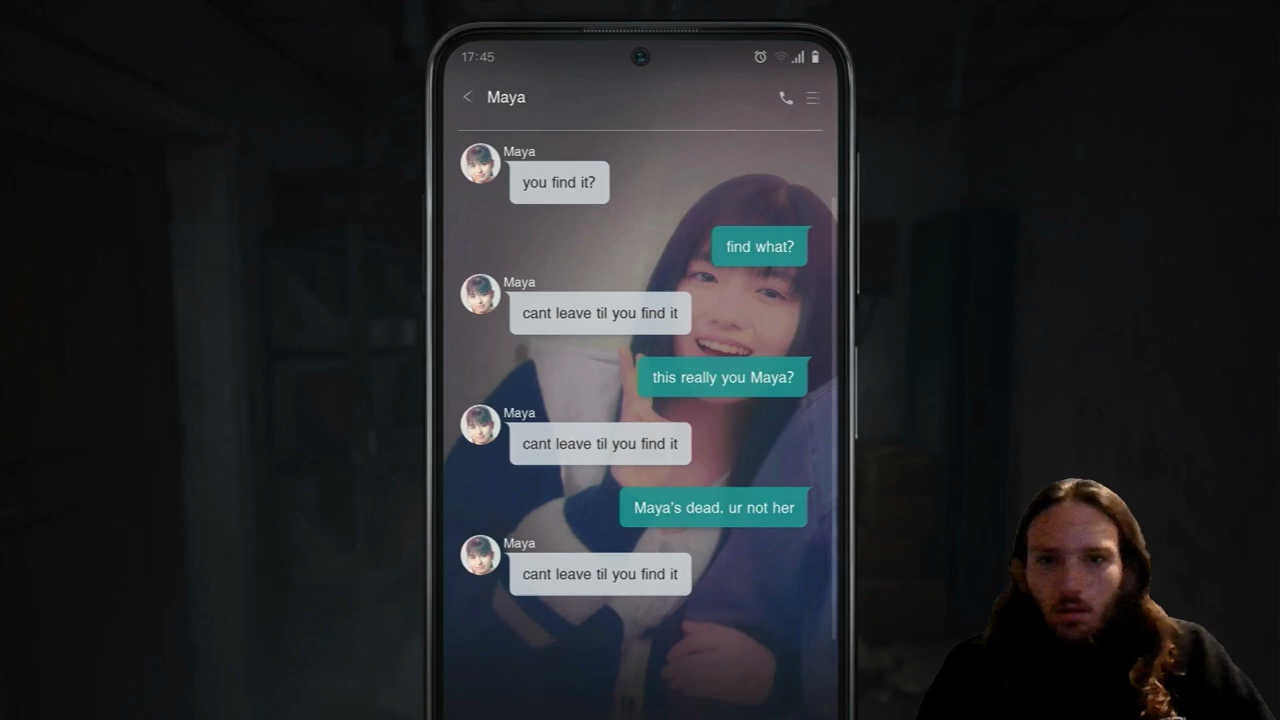 17:45
Maya
Maya
you find it?
find what?
Maya
cant leave til you find it
this really you Maya?
Maya
cant leave til you find it
Maya's dead. ur not her
Maya
cant leave til you find it